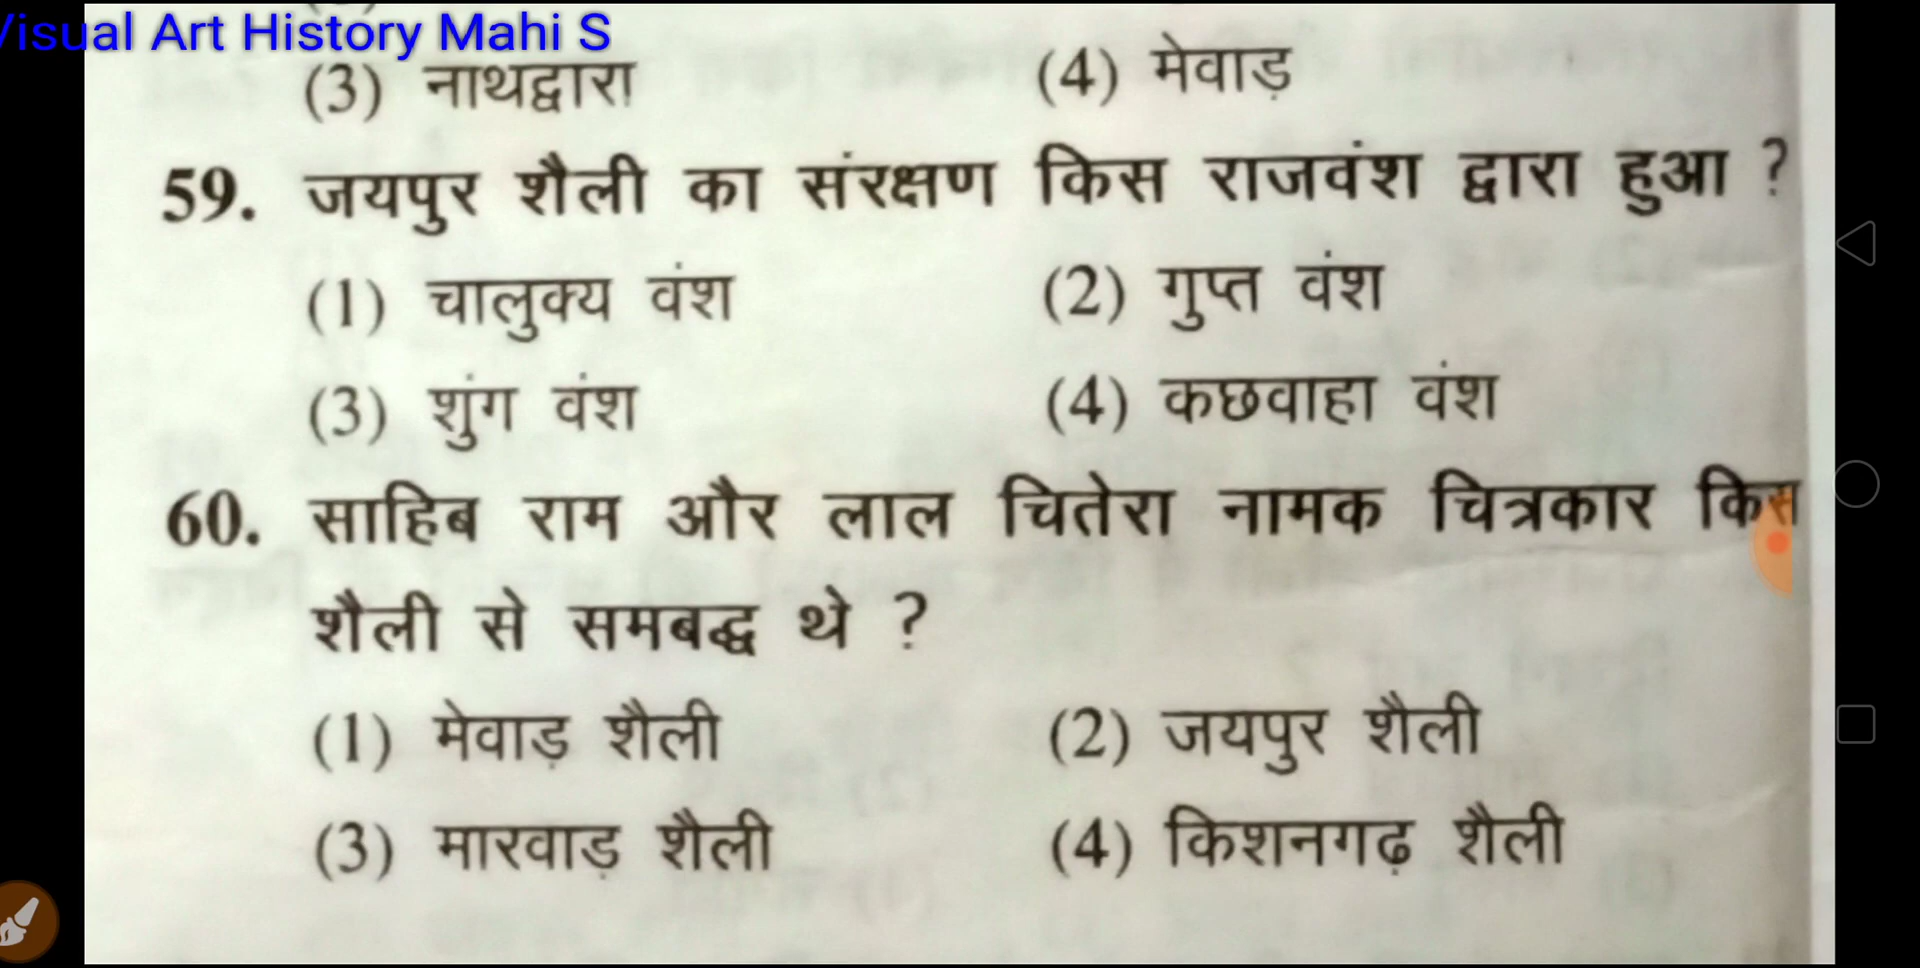 Visual Art History Mahi S
(3) नाथद्वारा (4) मेवाड़
59. जयपुर शैली का संरक्षण किस राजवंश द्वारा हुआ ?
(1) चालुक्य वंश (2) गुप्त वंश
(3) शुंग वंश (4) कछवाहा वंश
60. साहिब राम और लाल चितेरा नामक चित्रकार किस
शैली से समबद्ध थे ?
(1) मेवाड़ शैली (2) जयपुर शैली
(3) मारवाड़ शैली (4) किशनगढ़ शैली